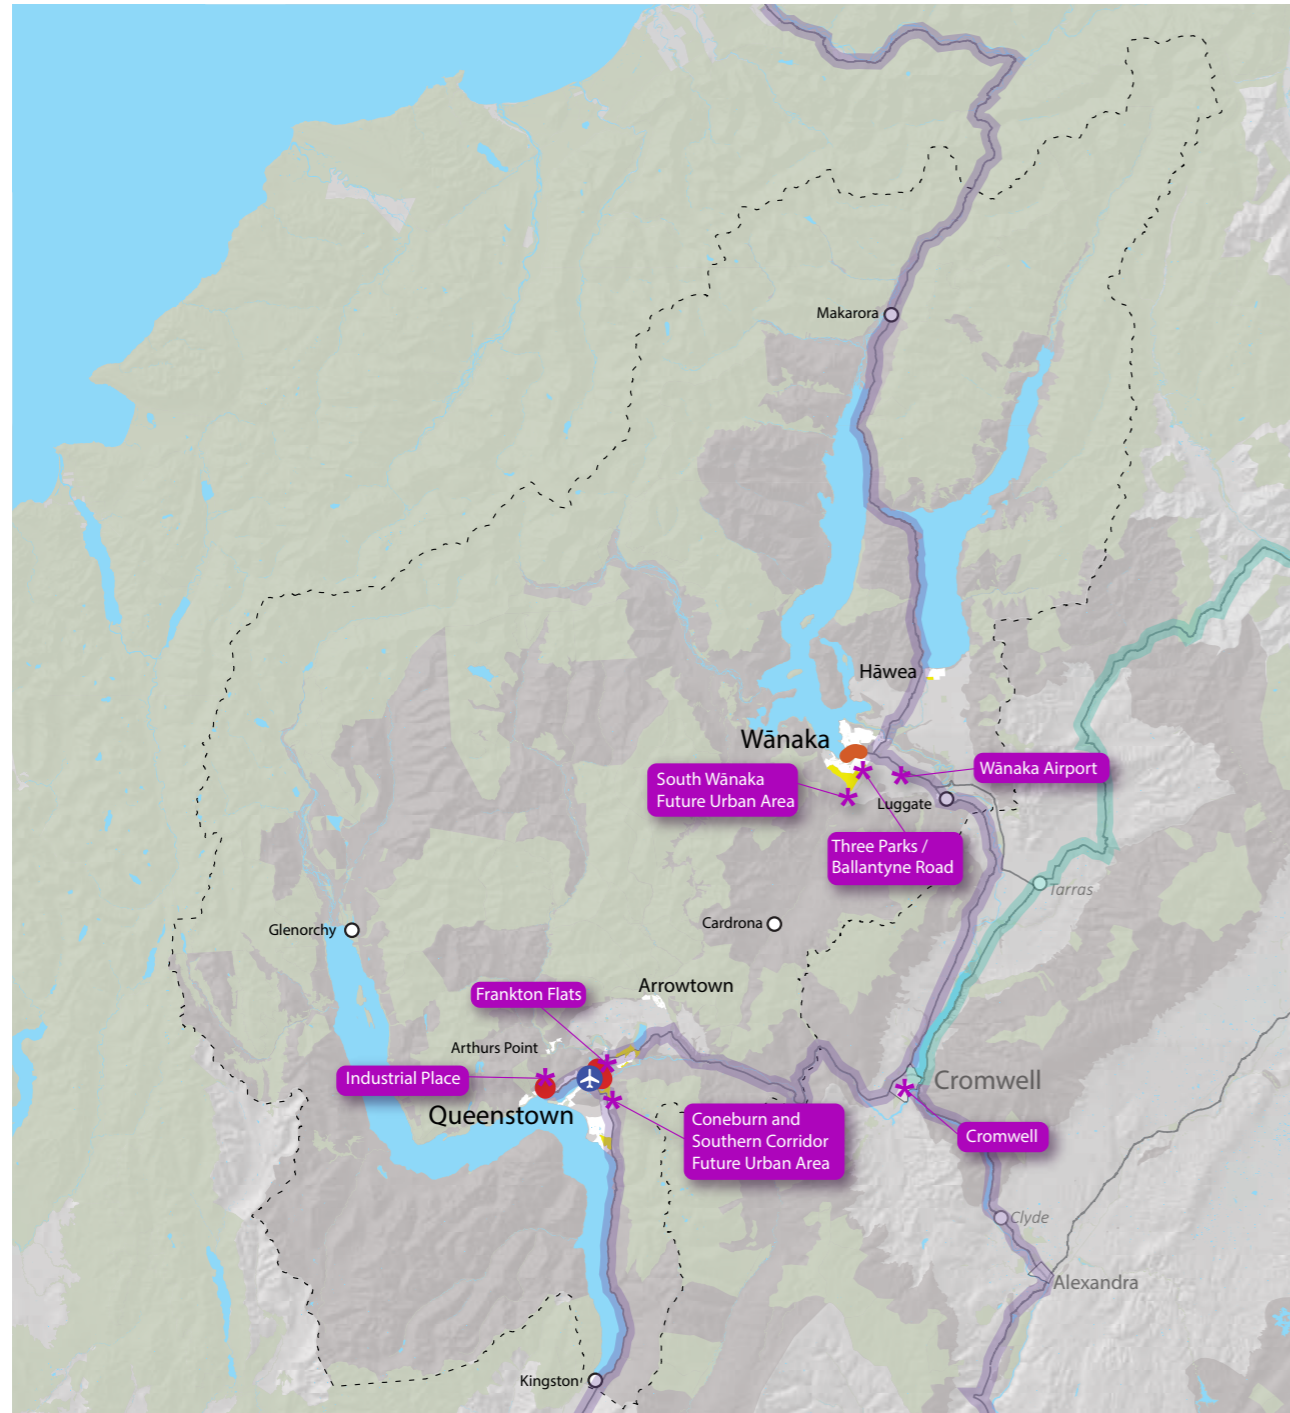 Makarora
Hāwea
Wānaka
South Wānaka
Future Urban Area
Wānaka Airport
Luggate
Three Parks /
Ballantyne Road
Tarras
Cardrona
Glenorchy
Frankton Flats
Arrowtown
Arthurs Point
Industrial Place
Queenstown
Cromwell
Coneburn and
Southern Corridor
Future Urban Area
Cromwell
Clyde
Alexandra
Kingston